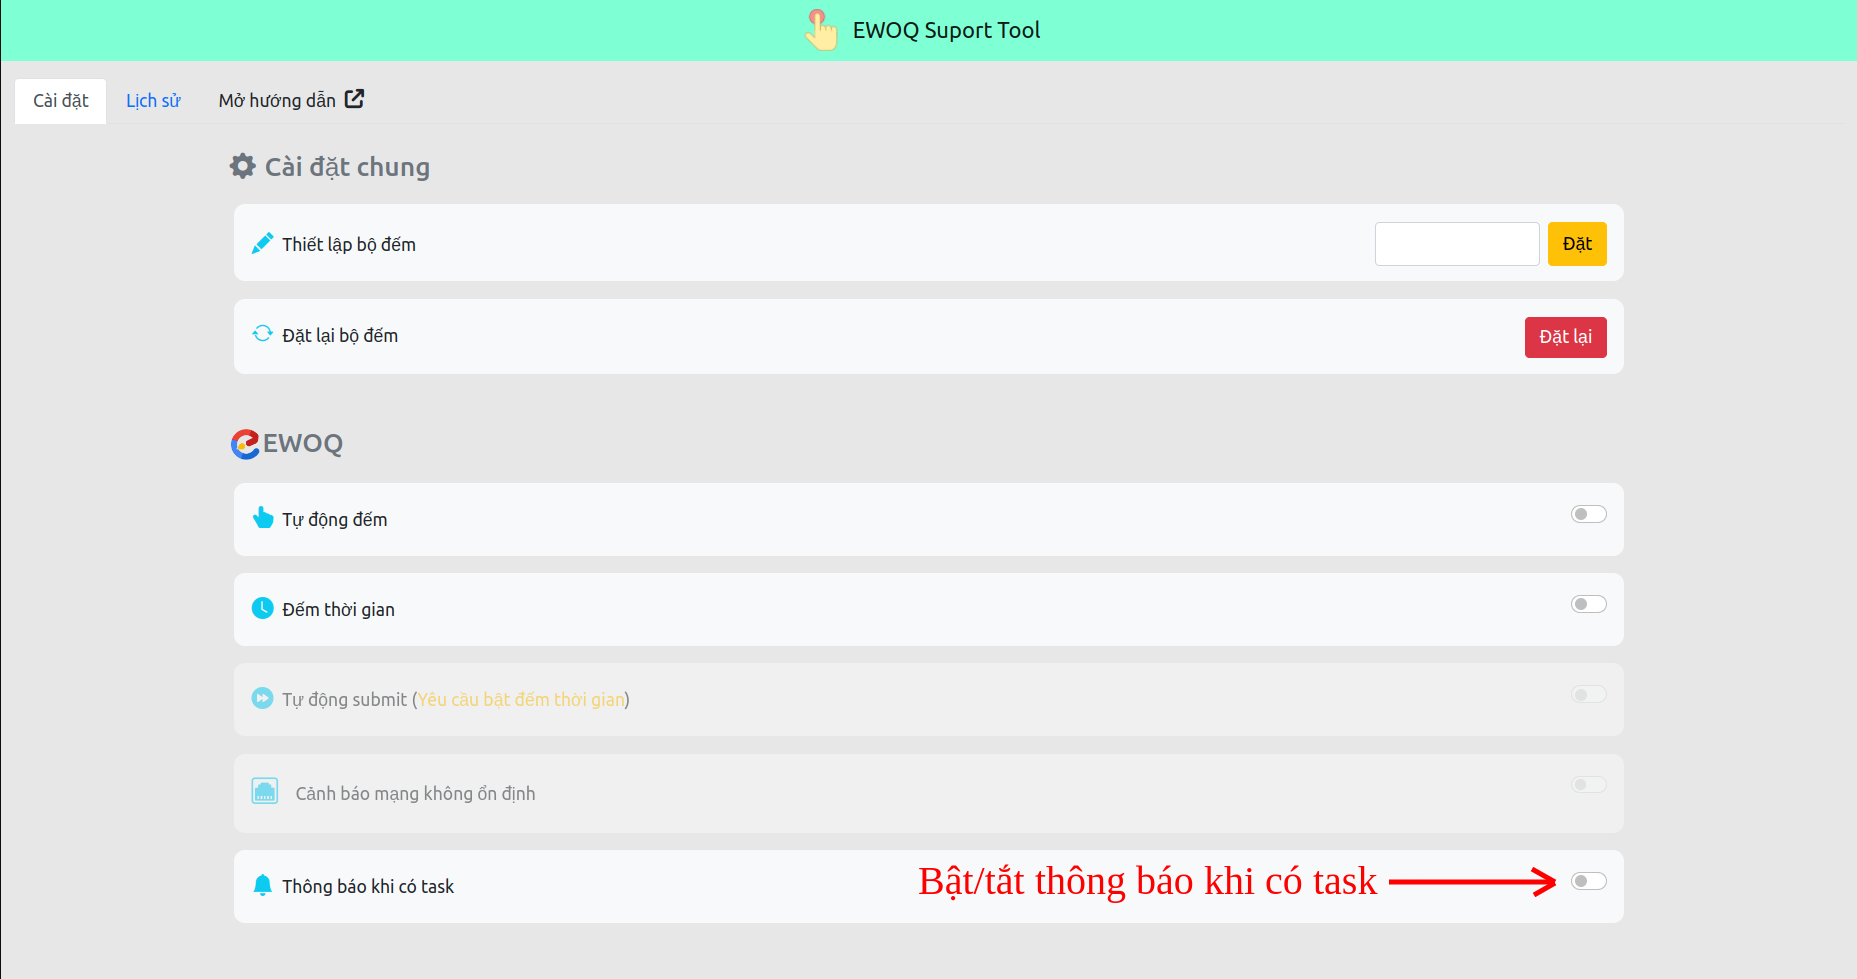 EWOQ Suport Tool
Cài đặt
Lịch sử
Mở hướng dẫn
Cài đặt chung
Thiết lập bộ đếm
Đặt
Đặt lại bộ đếm
Đặt lại
EWOQ
Tự động đếm
Đếm thời gian
Tự động submit (Yêu cầu bật đếm thời gian)
Cảnh báo mạng không ổn định
Thông báo khi có task
Bật/tắt thông báo khi có task